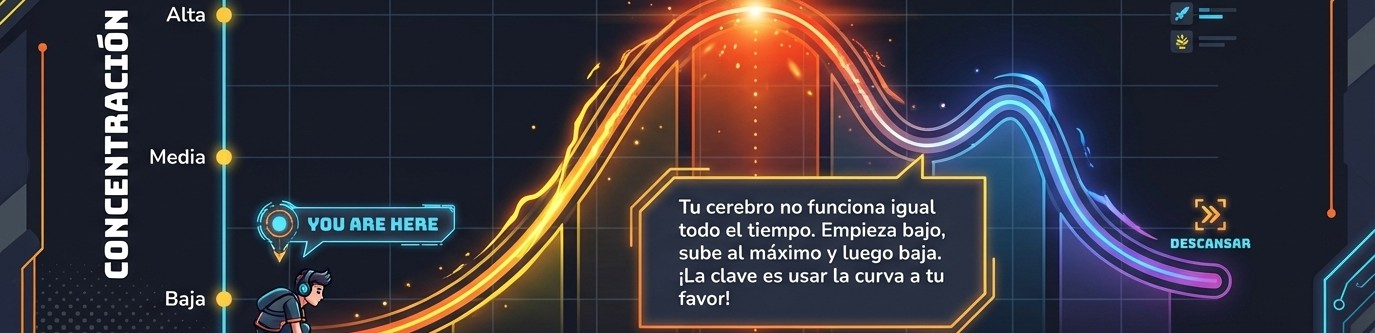 Alta
CONCENTRACIÓN
Media
YOU ARE HERE
Tu cerebro no funciona igual
todo el tiempo. Empieza bajo,
sube al máximo y luego baja.
¡La clave es usar la curva a tu
favor!
DESCANSAR
Baja